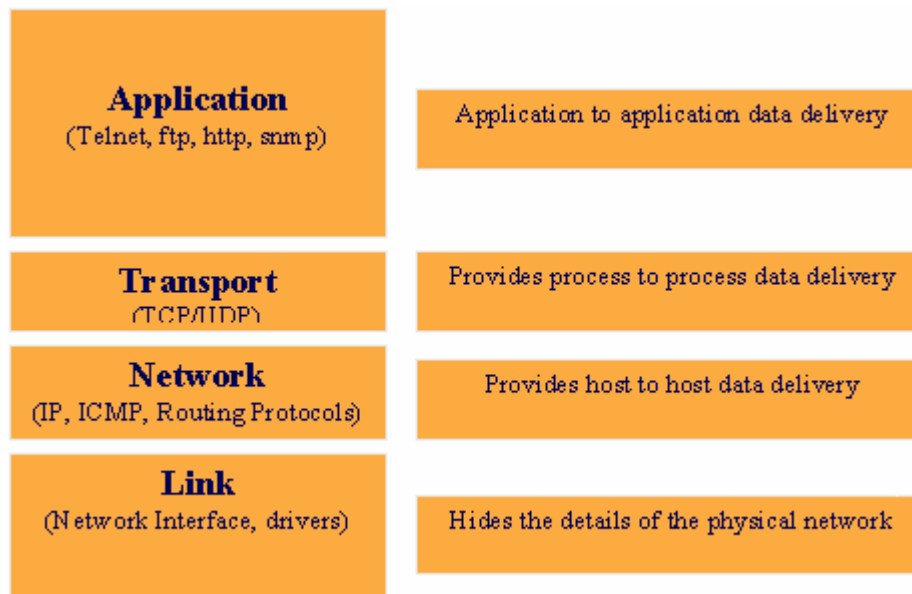 Application
(Telnet, ftp, http, snmp)
Application to application data delivery
Transport
(TCP/UDP)
Provides process to process data delivery
Network
(IP, ICMP, Routing Protocols)
Provides host to host data delivery
Link
(Network Interface, drivers)
Hides the details of the physical network